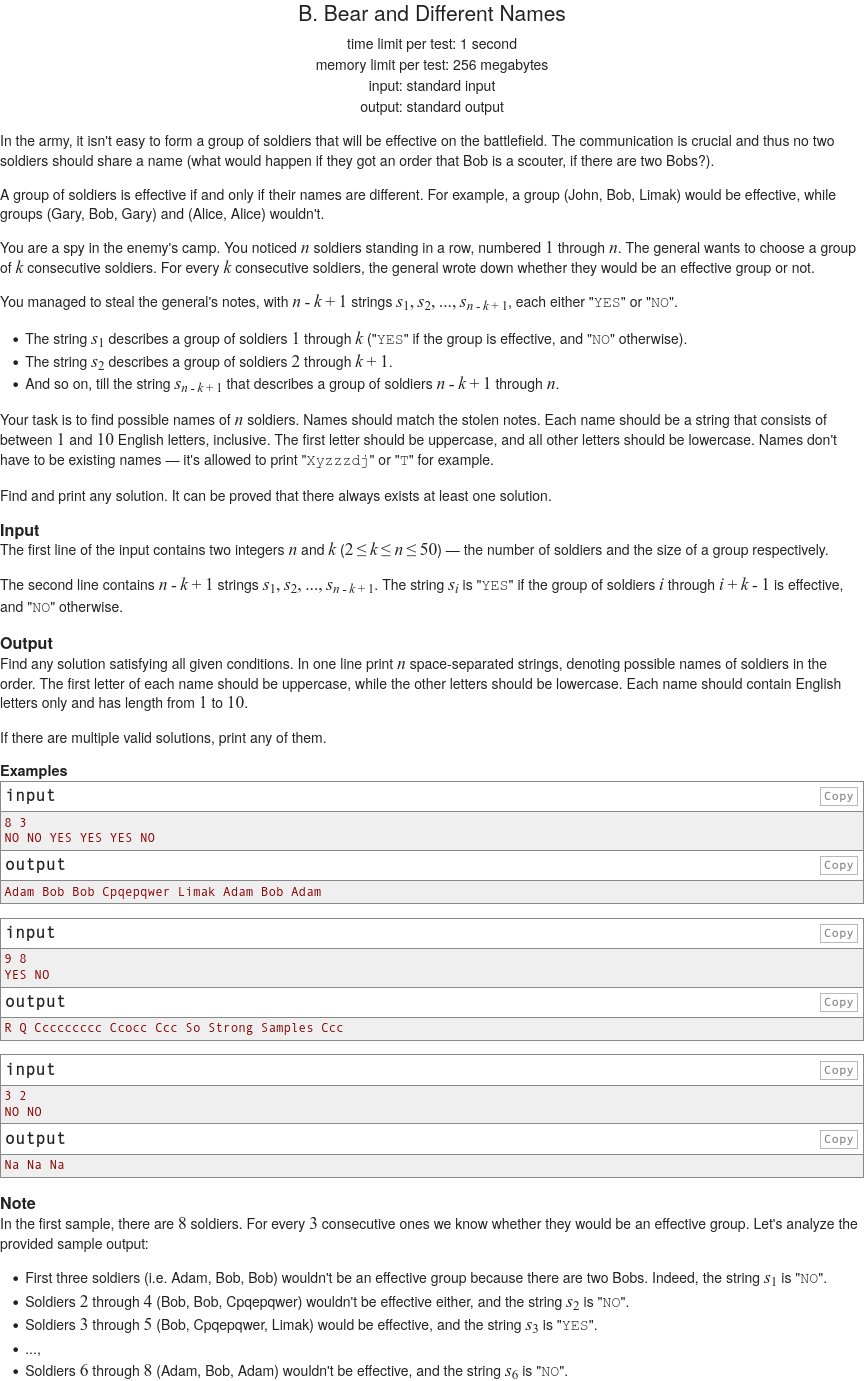 B. Bear and Different Names
time limit per test: 1 second
memory limit per test: 256 megabytes
input: standard input
output: standard output
In the army, it isn't easy to form a group of soldiers that will be effective on the battlefield. The communication is crucial and thus no two
soldiers should share a name (what would happen if they got an order that Bob is a scouter, if there are two Bobs?).
A group of soldiers is effective if and only if their names are different. For example, a group (John, Bob, Limak) would be effective, while
groups (Gary, Bob, Gary) and (Alice, Alice) wouldn't.
You are a spy in the enemy's camp. You noticed n soldiers standing in a row, numbered 1 through n. The general wants to choose a group
of k consecutive soldiers. For every k consecutive soldiers, the general wrote down whether they would be an effective group or not.
You managed to steal the general's notes, with n - k + 1 strings s1, s2, ..., sn - k + 1, each either "YES" or "NO".
• The string s1 describes a group of soldiers 1 through k ("YES" if the group is effective, and "NO" otherwise).
• The string s2 describes a group of soldiers 2 through k + 1.
• And so on, till the string sn - k + 1 that describes a group of soldiers n - k + 1 through n.
Your task is to find possible names of n soldiers. Names should match the stolen notes. Each name should be a string that consists of
between 1 and 10 English letters, inclusive. The first letter should be uppercase, and all other letters should be lowercase. Names don't
have to be existing names — it's allowed to print "Xyzzzdj" or "T" for example.
Find and print any solution. It can be proved that there always exists at least one solution.
Input
The first line of the input contains two integers n and k (2 ≤ k ≤ n ≤ 50) — the number of soldiers and the size of a group respectively.
The second line contains n - k + 1 strings s1, s2, ..., sn - k + 1. The string si is "YES" if the group of soldiers i through i + k - 1 is effective,
and "NO" otherwise.
Output
Find any solution satisfying all given conditions. In one line print n space-separated strings, denoting possible names of soldiers in the
order. The first letter of each name should be uppercase, while the other letters should be lowercase. Each name should contain English
letters only and has length from 1 to 10.
If there are multiple valid solutions, print any of them.
Examples
input Copy
8 3
NO NO YES YES YES NO
output Copy
Adam Bob Bob Cpqepqwer Limak Adam Bob Adam
input Copy
9 8
YES NO
output Copy
R Q Ccccccccc Ccocc Ccc So Strong Samples Ccc
input Copy
3 2
NO NO
output Copy
Na Na Na
Note
In the first sample, there are 8 soldiers. For every 3 consecutive ones we know whether they would be an effective group. Let's analyze the
provided sample output:
• First three soldiers (i.e. Adam, Bob, Bob) wouldn't be an effective group because there are two Bobs. Indeed, the string s1 is "NO".
• Soldiers 2 through 4 (Bob, Bob, Cpqepqwer) wouldn't be effective either, and the string s2 is "NO".
• Soldiers 3 through 5 (Bob, Cpqepqwer, Limak) would be effective, and the string s3 is "YES".
• ...,
• Soldiers 6 through 8 (Adam, Bob, Adam) wouldn't be effective, and the string s6 is "NO".